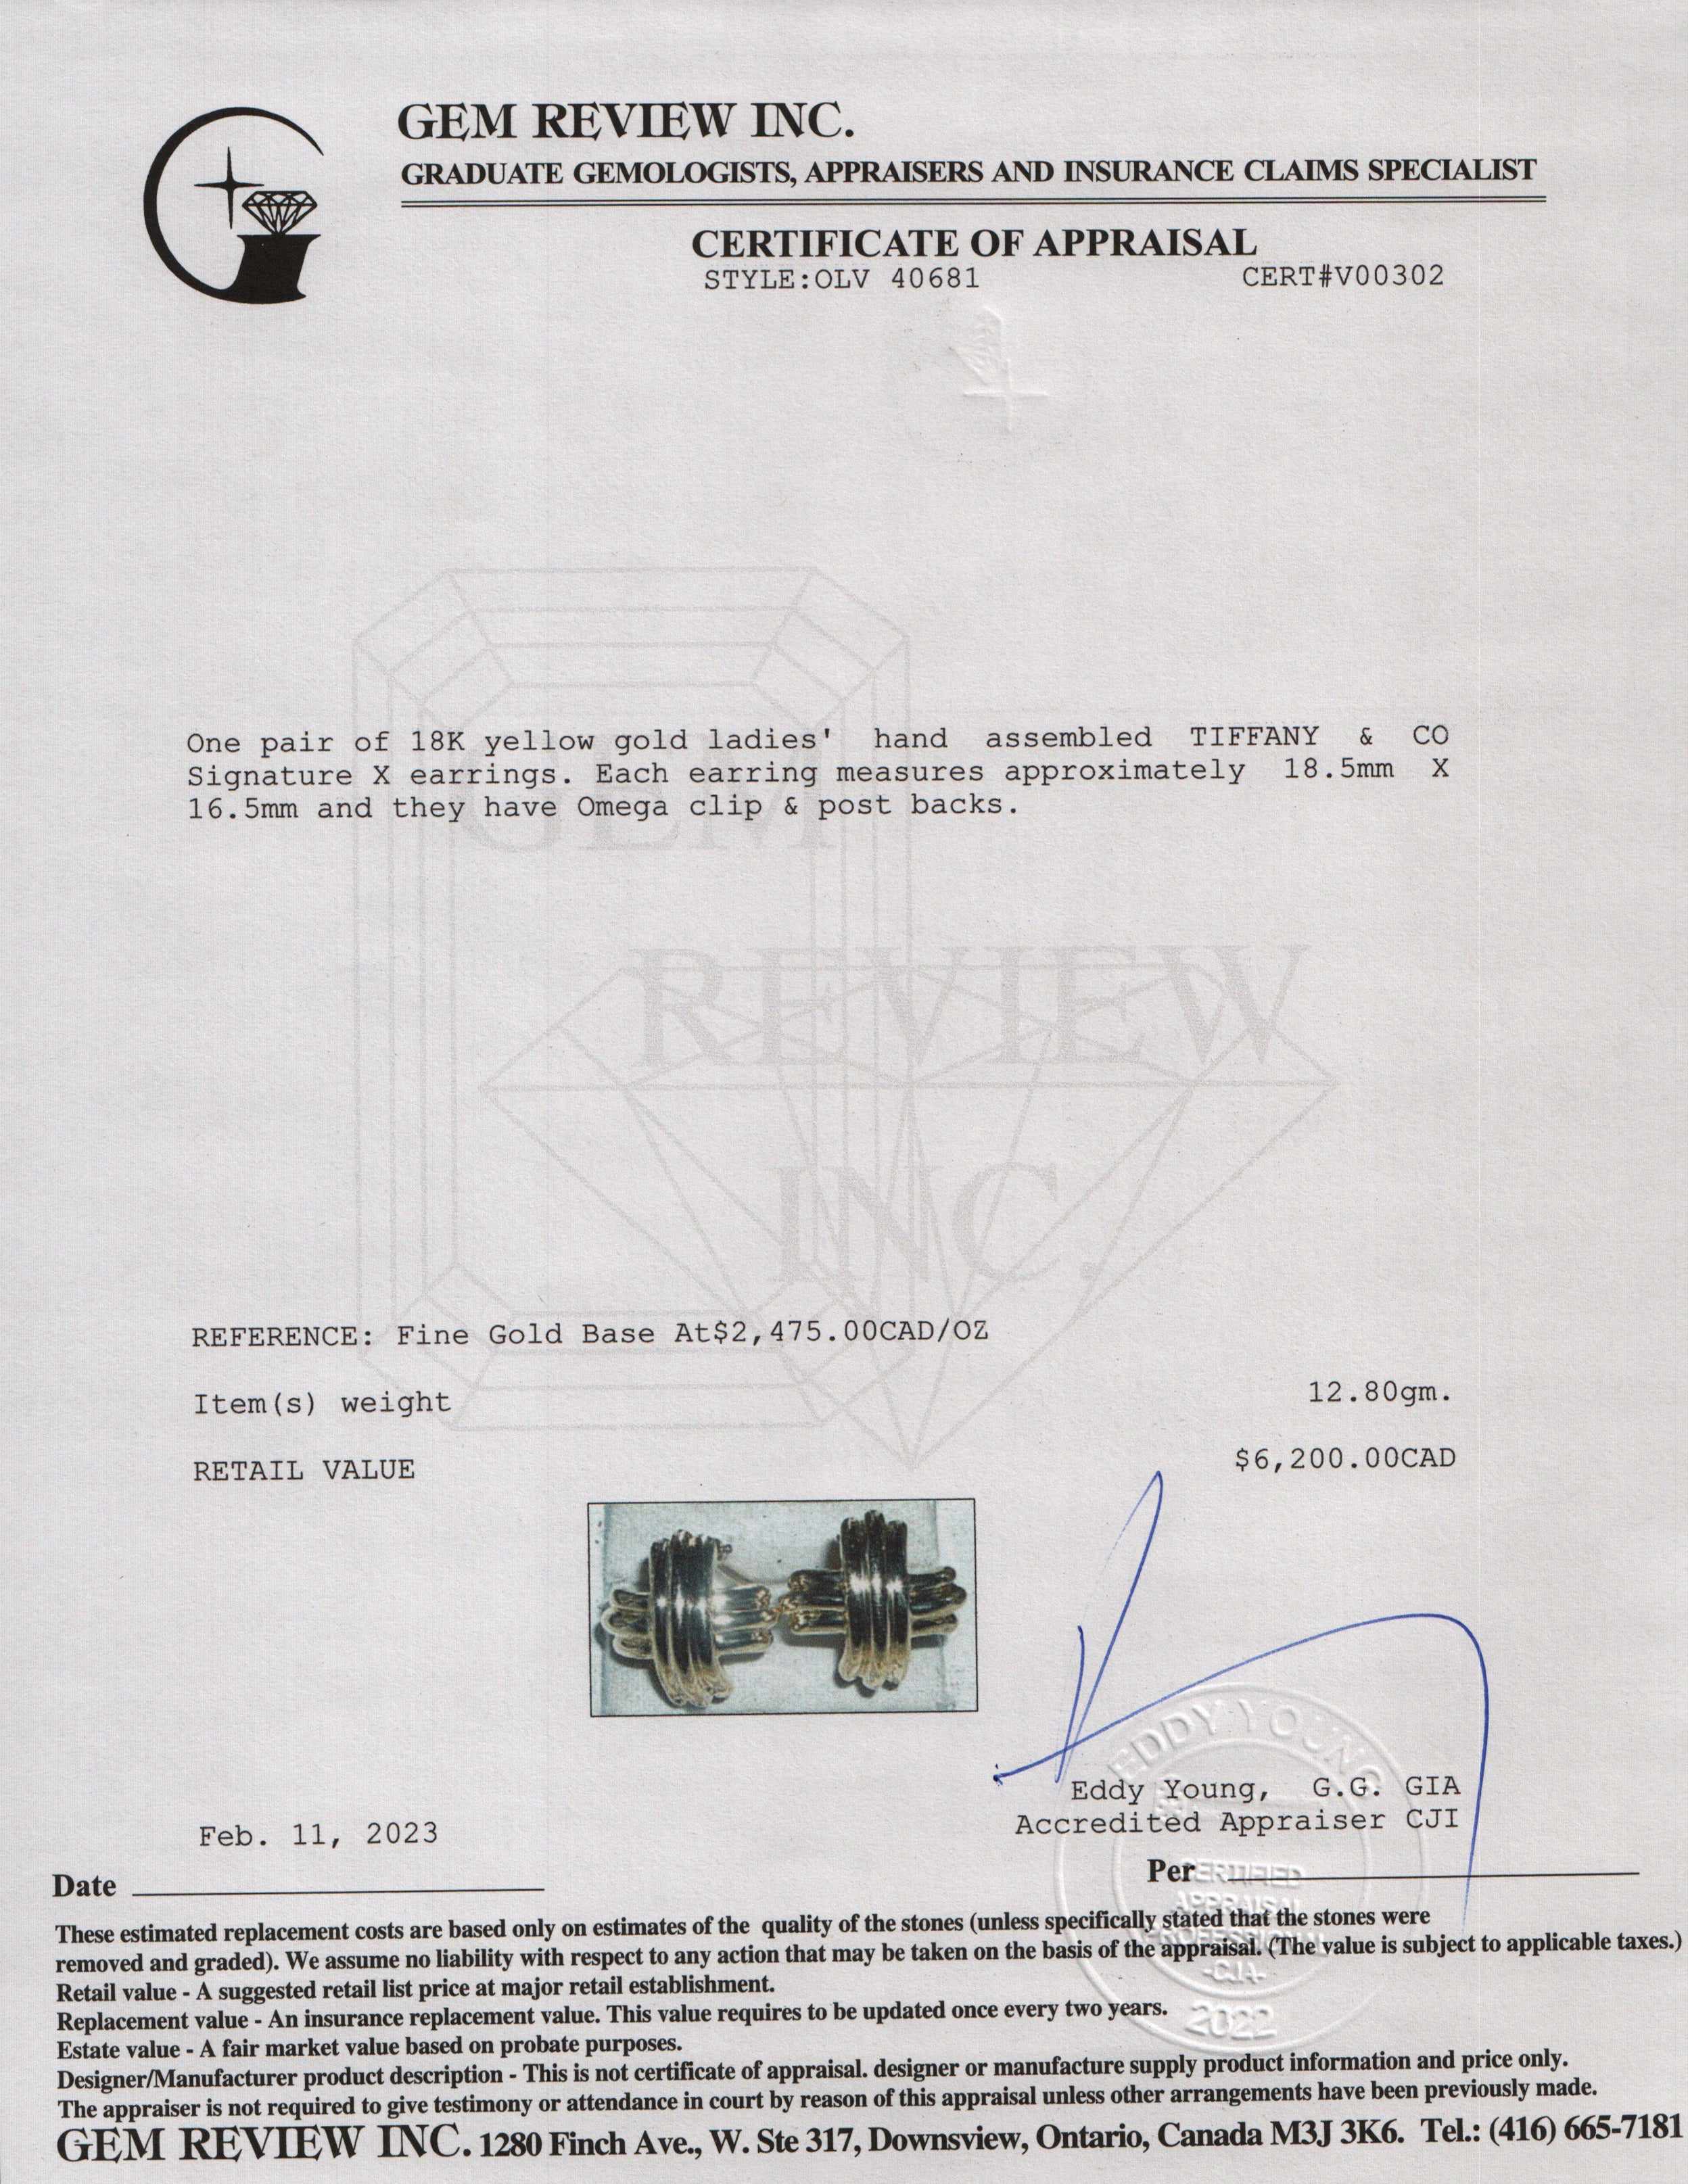 GEM REVIEW INC.
GRADUATE GEMOLOGISTS, APPRAISERS AND INSURANCE CLAIMS SPECIALIST
CERTIFICATE OF APPRAISAL
STYLE:OLV 40681 CERT#V00302
One pair of 18K yellow gold ladies' hand assembled TIFFANY & CO
Signature X earrings. Each earring measures approximately 18.5mm X
16.5mm and they have Omega clip & post backs.
GEM
REVIEW
INC.
REFERENCE: Fine Gold Base At$2,475.00CAD/OZ
Item(s) weight 12.80gm.
RETAIL VALUE $6,200.00CAD
EDDY YOUNG
Eddy Young, G.G. GIA
Accredited Appraiser CJI
Feb. 11, 2023
Date
Per
CERTIFIED
APPRAISAL
PROFESSIONAL
-CJA-
2022
These estimated replacement costs are based only on estimates of the quality of the stones (unless specifically stated that the stones were
removed and graded). We assume no liability with respect to any action that may be taken on the basis of the appraisal. (The value is subject to applicable taxes.)
Retail value - A suggested retail list price at major retail establishment.
Replacement value - An insurance replacement value. This value requires to be updated once every two years.
Estate value - A fair market value based on probate purposes.
Designer/Manufacturer product description - This is not certificate of appraisal. designer or manufacture supply product information and price only.
The appraiser is not required to give testimony or attendance in court by reason of this appraisal unless other arrangements have been previously made.
GEM REVIEW INC. 1280 Finch Ave., W. Ste 317, Downsview, Ontario, Canada M3J 3K6. Tel.: (416) 665-7181